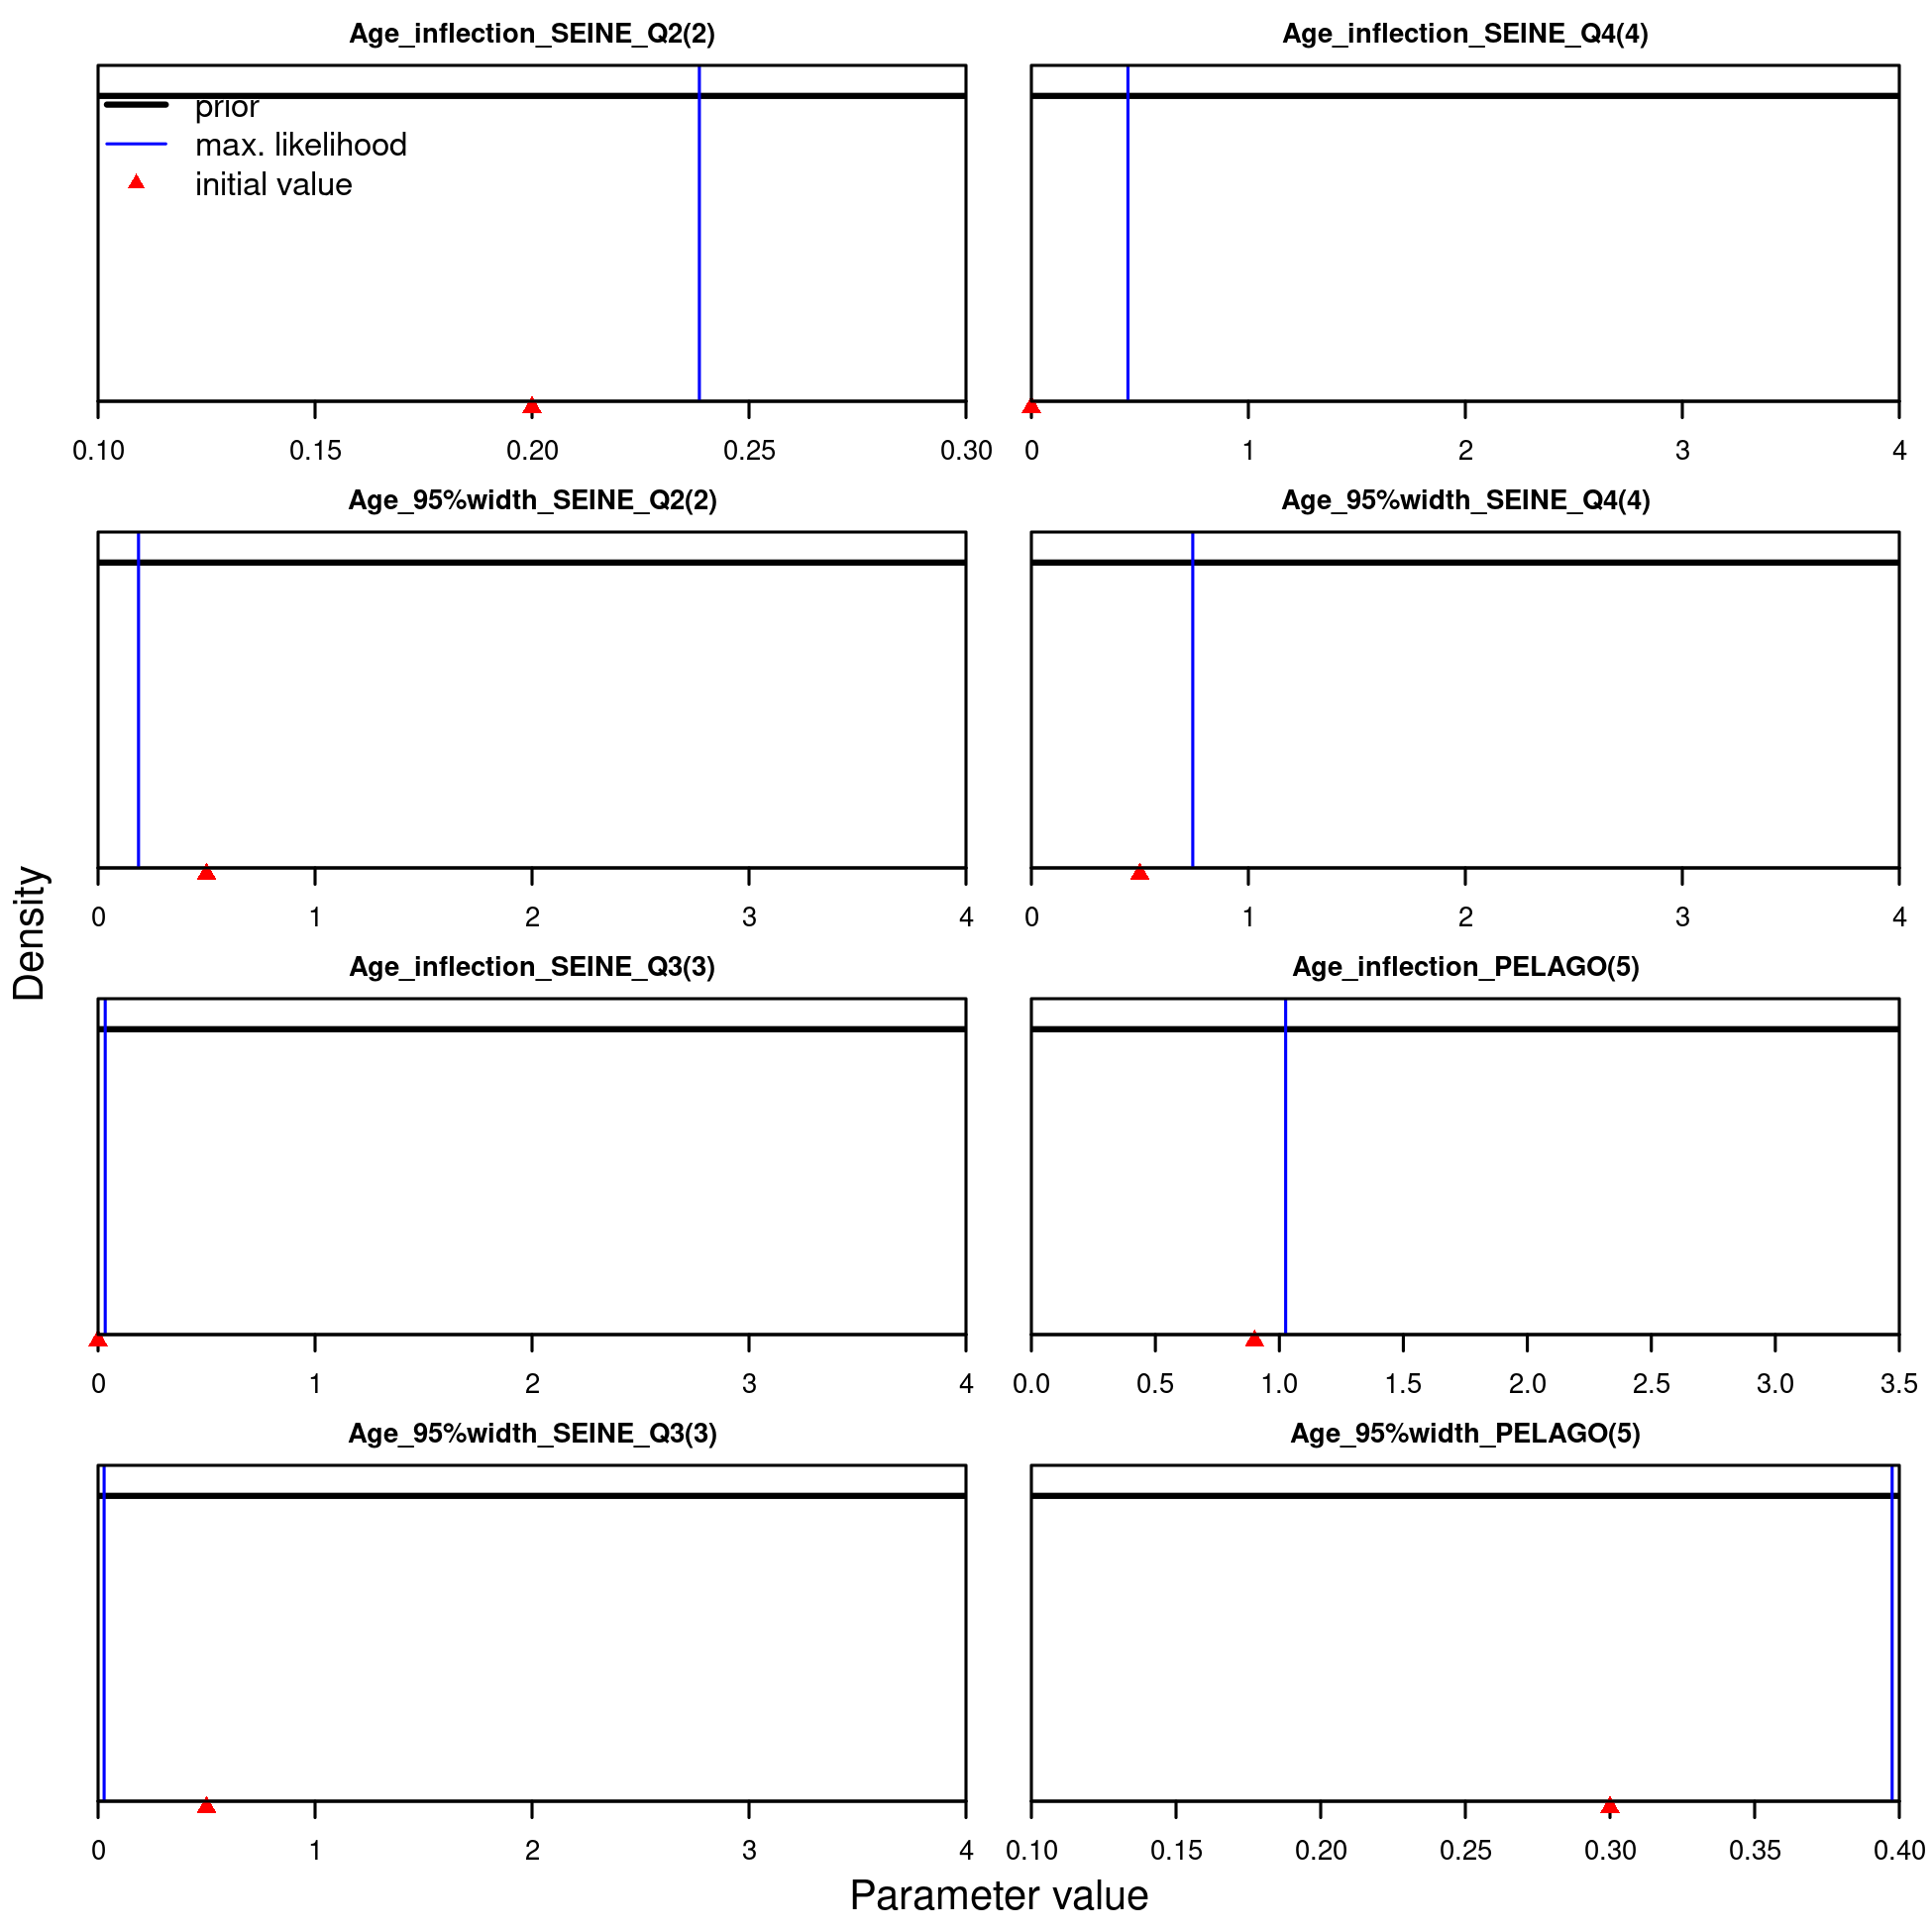 Age_inflection_SEINE_Q2(2)
prior
max. likelihood
initial value
0.10 0.15 0.20 0.25 0.30
Age_inflection_SEINE_Q4(4)
0 1 2 3 4
Age_95%width_SEINE_Q2(2)
0 1 2 3 4
Age_95%width_SEINE_Q4(4)
0 1 2 3 4
Density
Age_inflection_SEINE_Q3(3)
0 1 2 3 4
Age_inflection_PELAGO(5)
0.0 0.5 1.0 1.5 2.0 2.5 3.0 3.5
Age_95%width_SEINE_Q3(3)
0 1 2 3 4
Age_95%width_PELAGO(5)
0.10 0.15 0.20 0.25 0.30 0.35 0.40
Parameter value